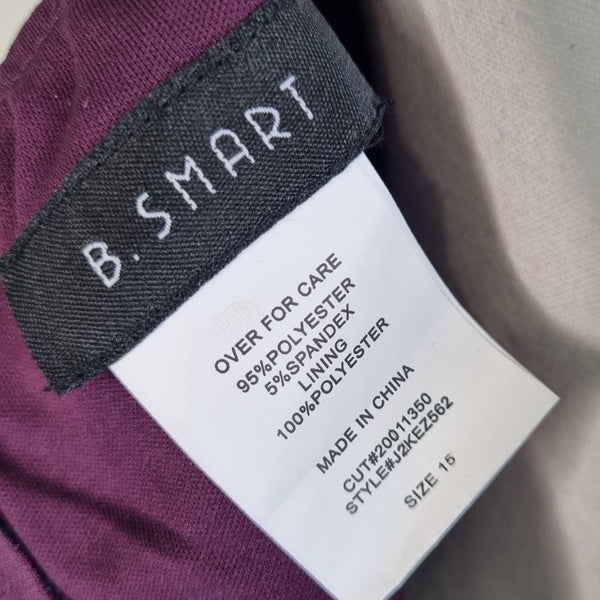 B. SMART
OVER FOR CARE
95%POLYESTER
5%SPANDEX
LINING
100%POLYESTER
MADE IN CHINA
CUT#20011350
STYLE#J2KEZ562
SIZE 15